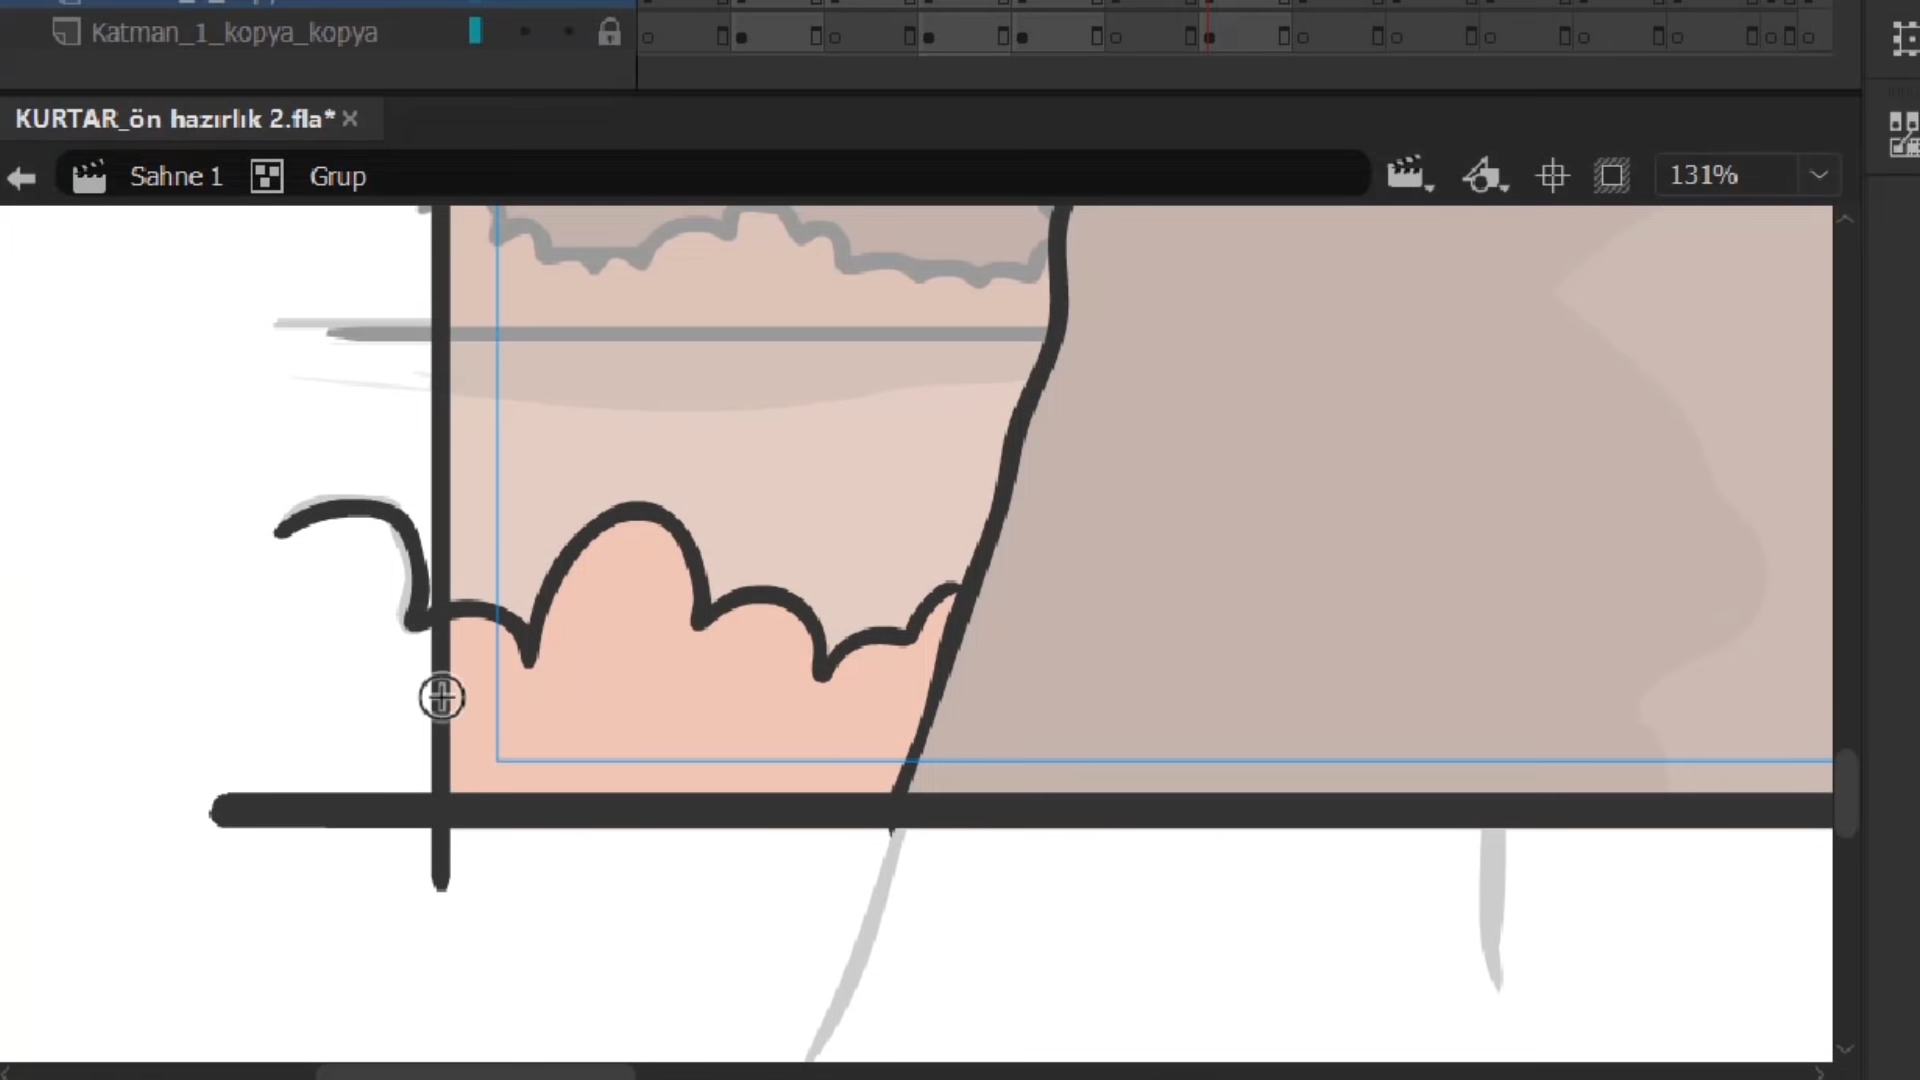 Katman_1_kopya_kopya
KURTAR_ön hazırlık 2.fla*
Sahne 1
Grup
131%